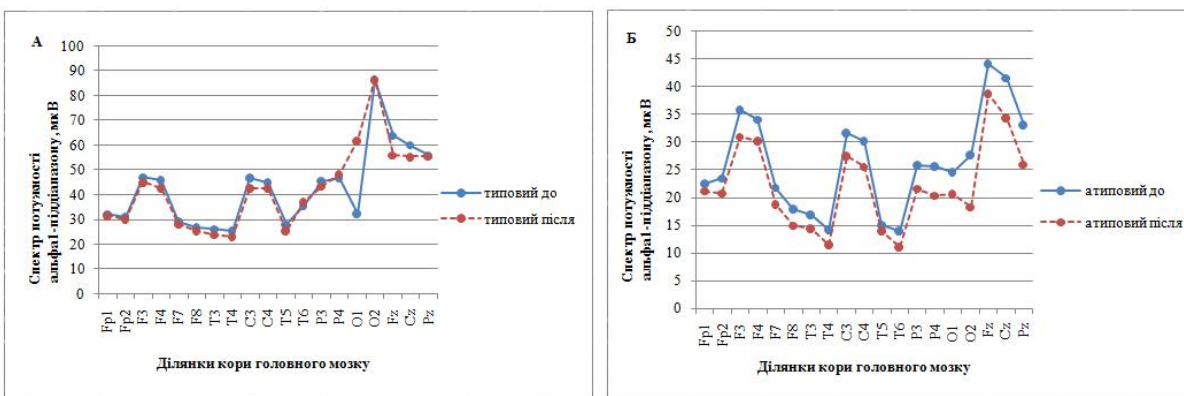 А
Спектр потужності
альфа1-піддіапазону, мкВ
100
90
80
70
60
50
40
30
20
10
0
Fp1
Fp2
F3
F4
F7
F8
T3
T4
C3
C4
T5
T6
P3
P4
O1
O2
Fz
Cz
Pz
Ділянки кори головного мозку
типовий до
типовий після
Б
Спектр потужності
альфа1-піддіапазону, мкВ
50
45
40
35
30
25
20
15
10
5
0
Fp1
Fp2
F3
F4
F7
F8
T3
T4
C3
C4
T5
T6
P3
P4
O1
O2
Fz
Cz
Pz
Ділянки кори головного мозку
атиповий до
атиповий після